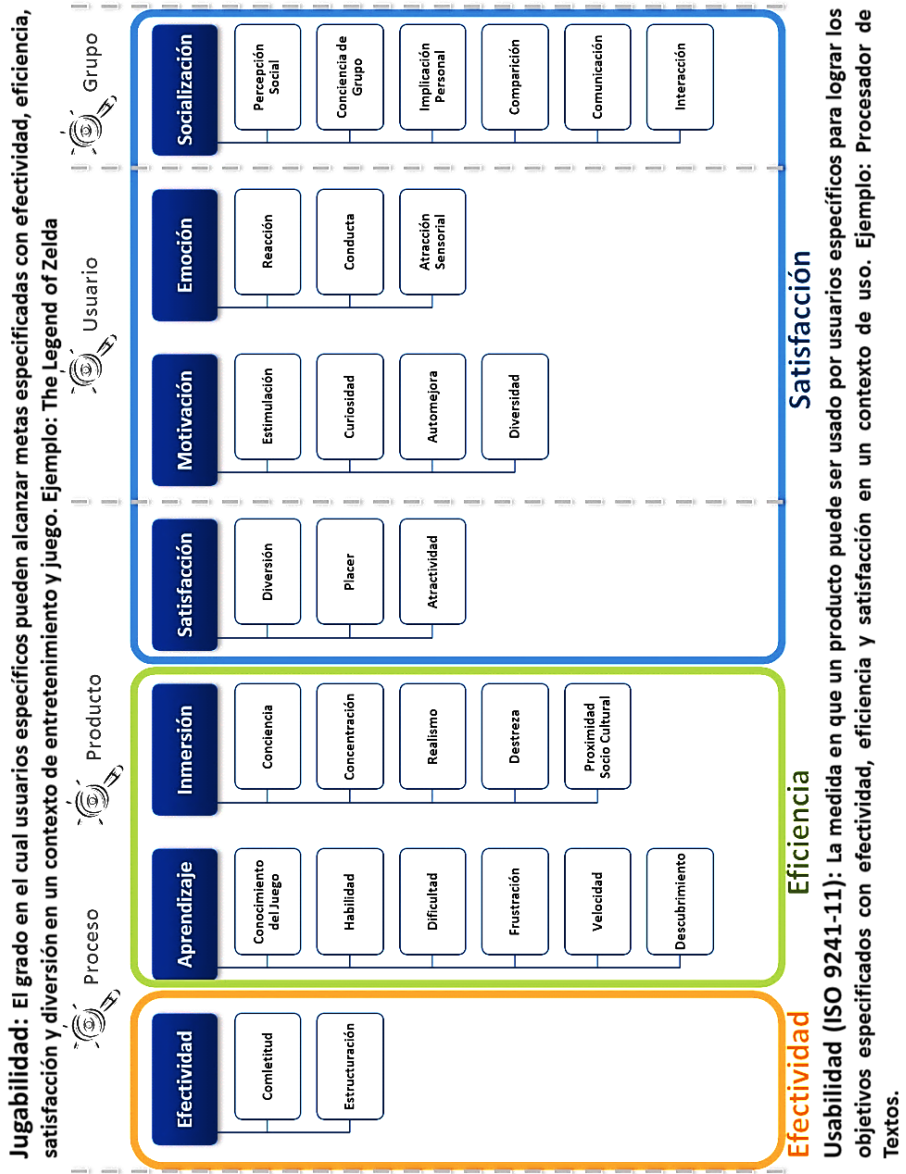 Jugabilidad: El grado en el cual usuarios específicos pueden alcanzar metas especificadas con efectividad, eficiencia,
satisfacción y diversión en un contexto de entretenimiento y juego. Ejemplo: The Legend of Zelda
Proceso
Producto
Usuario
Grupo
Efectividad
Comletitud
Estructuración
Aprendizaje
Conocimiento
del Juego
Habilidad
Dificultad
Frustración
Velocidad
Descubrimiento
Inmersión
Conciencia
Concentración
Realismo
Destreza
Proximidad
Socio Cultural
Satisfacción
Diversión
Placer
Atractividad
Motivación
Estimulación
Curiosidad
Automejora
Diversidad
Emoción
Reacción
Conducta
Atracción
Sensorial
Socialización
Percepción
Social
Conciencia de
Grupo
Implicación
Personal
Comparición
Comunicación
Interacción
Efectividad
Eficiencia
Satisfacción
Usabilidad (ISO 9241-11): La medida en que un producto puede ser usado por usuarios específicos para lograr los
objetivos especificados con efectividad, eficiencia y satisfacción en un contexto de uso. Ejemplo: Procesador de
Textos.